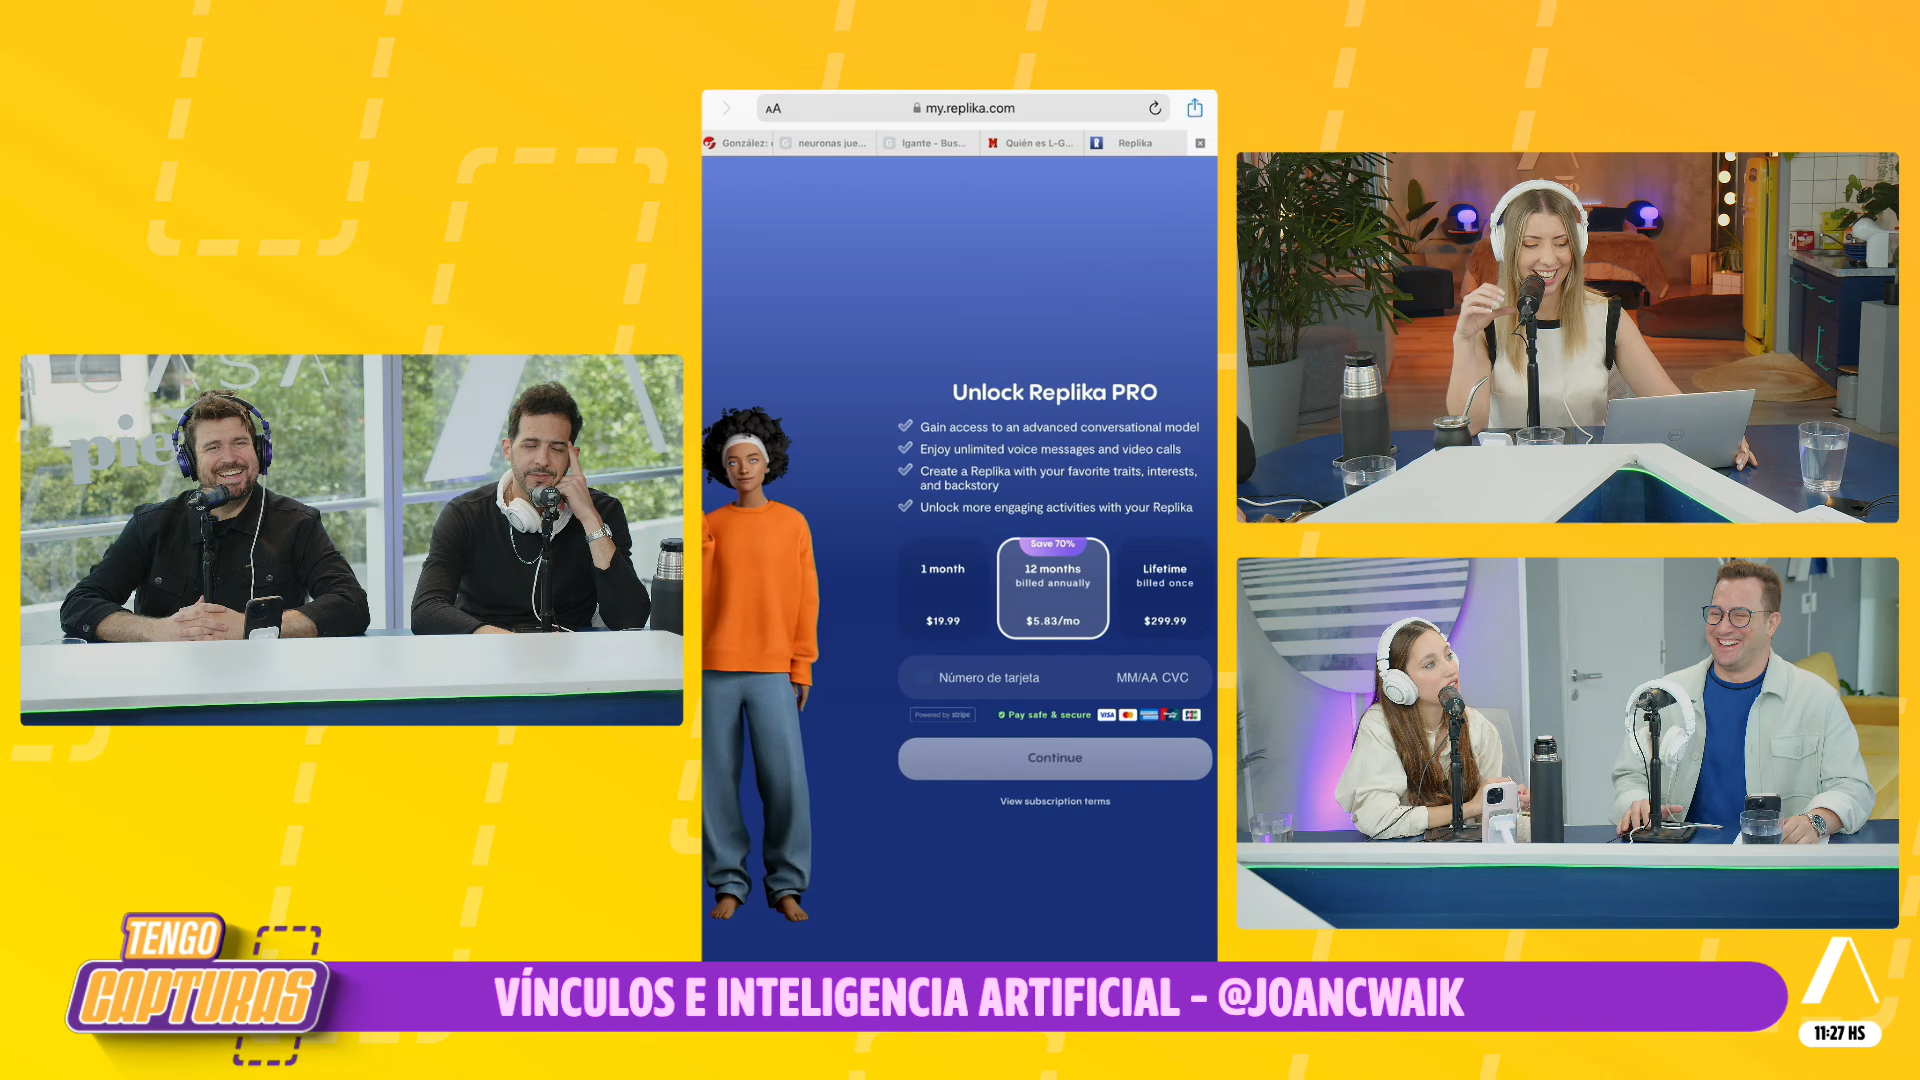 AA
my.replika.com
González:
neuronas jue...
Igante - Bus...
Quién es L-G...
Replika
Unlock Replika PRO
Gain access to an advanced conversational model
Enjoy unlimited voice messages and video calls
Create a Replika with your favorite traits, interests,
and backstory
Unlock more engaging activities with your Replika
Save 70%
1 month
$19.99
12 months
billed annually
$5.83/mo
Lifetime
billed once
$299.99
Número de tarjeta
MM/AA CVC
Powered by stripe
Pay safe & secure
VISA
Continue
View subscription terms
CASA
pie
TENGO
CAPTURAS
VÍNCULOS E INTELIGENCIA ARTIFICIAL - @JOANCWAIK
11:27 HS